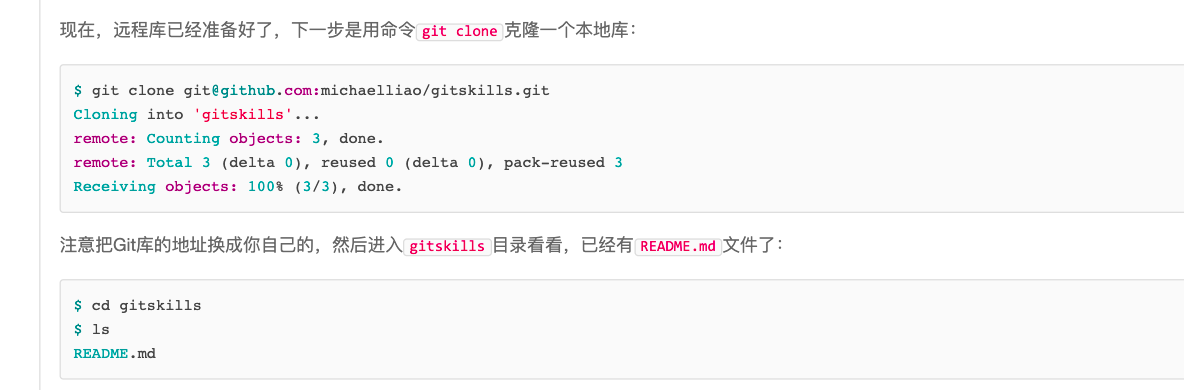 现在，远程库已经准备好了，下一步是用命令git clone克隆一个本地库：
$ git clone git@github.com:michaelliao/gitskills.git
Cloning into 'gitskills'...
remote: Counting objects: 3, done.
remote: Total 3 (delta 0), reused 0 (delta 0), pack-reused 3
Receiving objects: 100% (3/3), done.
注意把Git库的地址换成你自己的，然后进入gitskills目录看看，已经有README.md文件了：
$ cd gitskills
$ ls
README.md